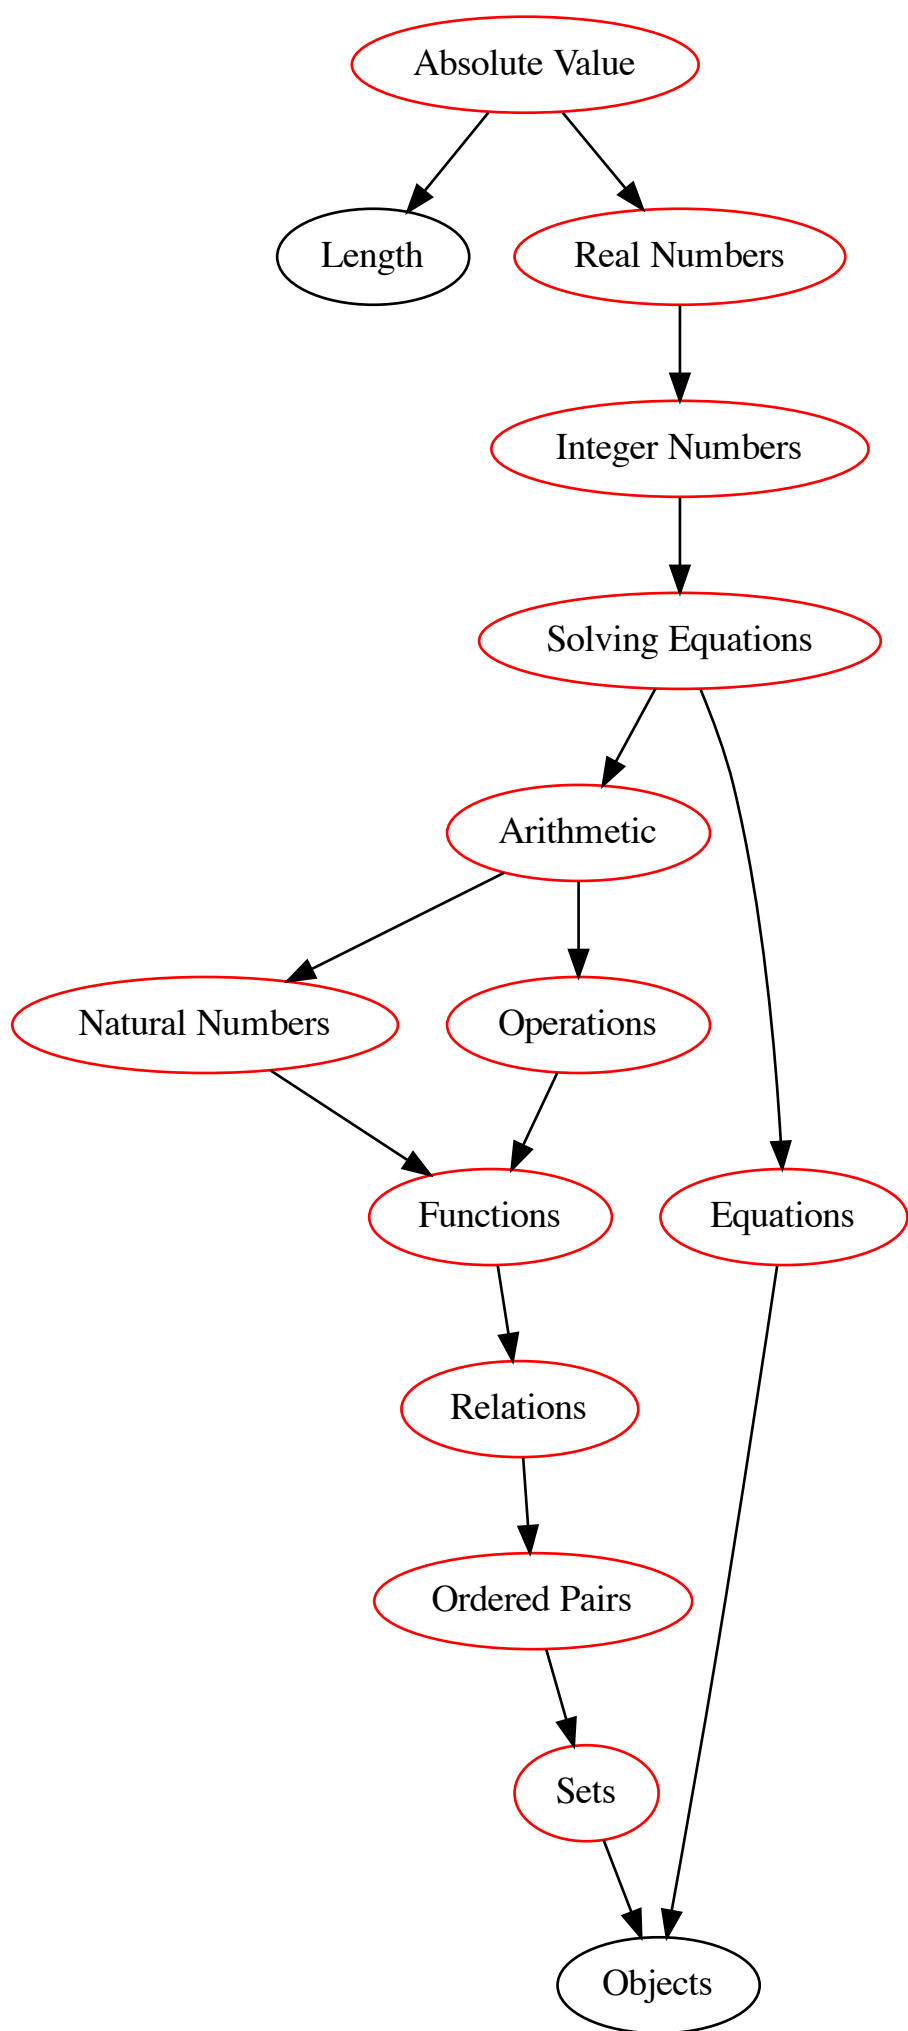 Absolute Value
Length
Real Numbers
Integer Numbers
Solving Equations
Arithmetic
Natural Numbers
Operations
Functions
Equations
Relations
Ordered Pairs
Sets
Objects